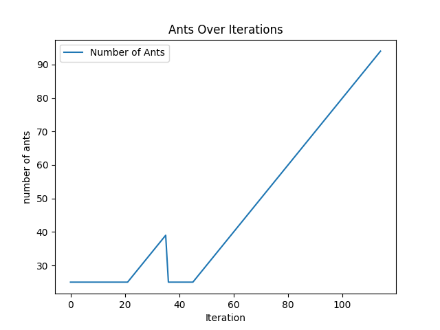 Ants Over Iterations
Number of Ants
number of ants
90
80
70
60
50
40
30
0 20 40 60 80 100
Iteration